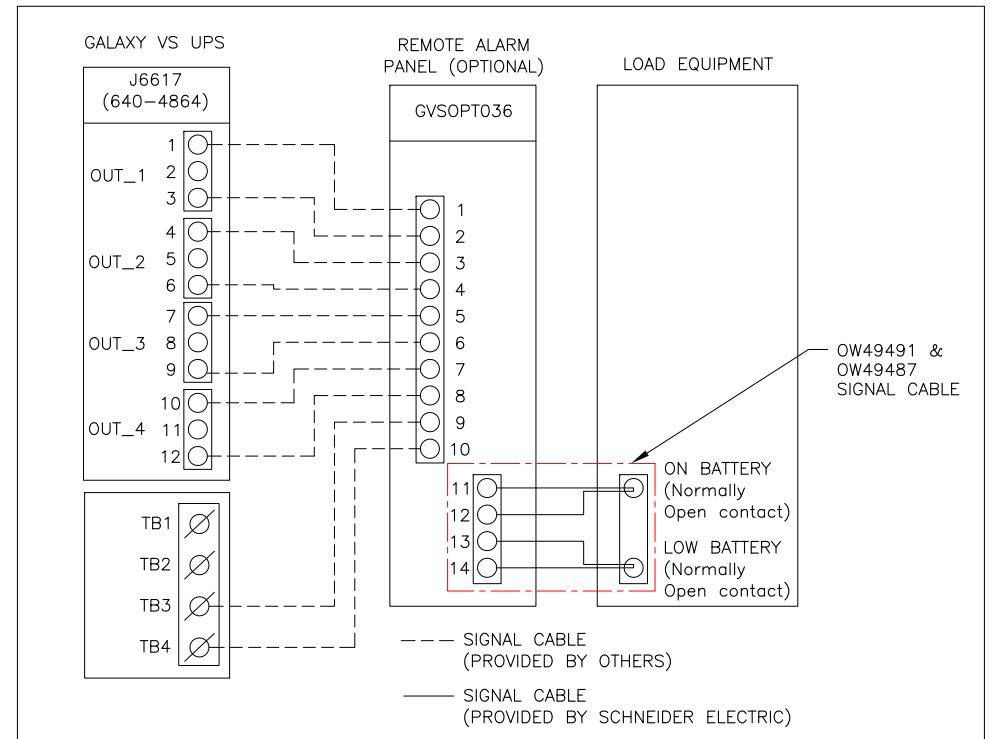 GALAXY VS UPS
J6617
(640-4864)
OUT_1
1
2
3
OUT_2
4
5
6
OUT_3
7
8
9
OUT_4
10
11
12
TB1
TB2
TB3
TB4
REMOTE ALARM
PANEL (OPTIONAL)
GVSOPT036
1
2
3
4
5
6
7
8
9
10
11
12
13
14
LOAD EQUIPMENT
OW49491 &
OW49487
SIGNAL CABLE
ON BATTERY
(Normally
Open contact)
LOW BATTERY
(Normally
Open contact)
SIGNAL CABLE
(PROVIDED BY OTHERS)
SIGNAL CABLE
(PROVIDED BY SCHNEIDER ELECTRIC)